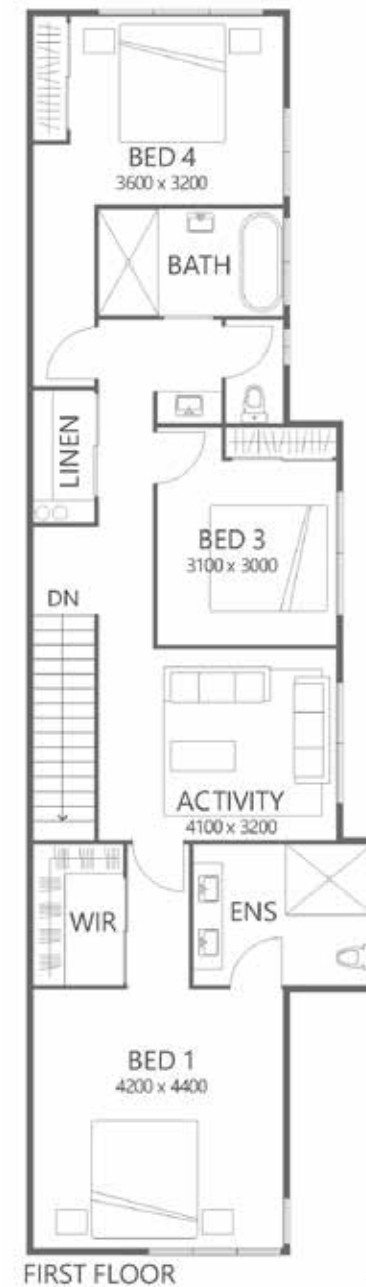 BED 4
3600 x 3200
BATH
LINEN
BED 3
3100 x 3000
DN
ACTIVITY
4100 x 3200
WIR
ENS
BED 1
4200 x 4400
FIRST FLOOR